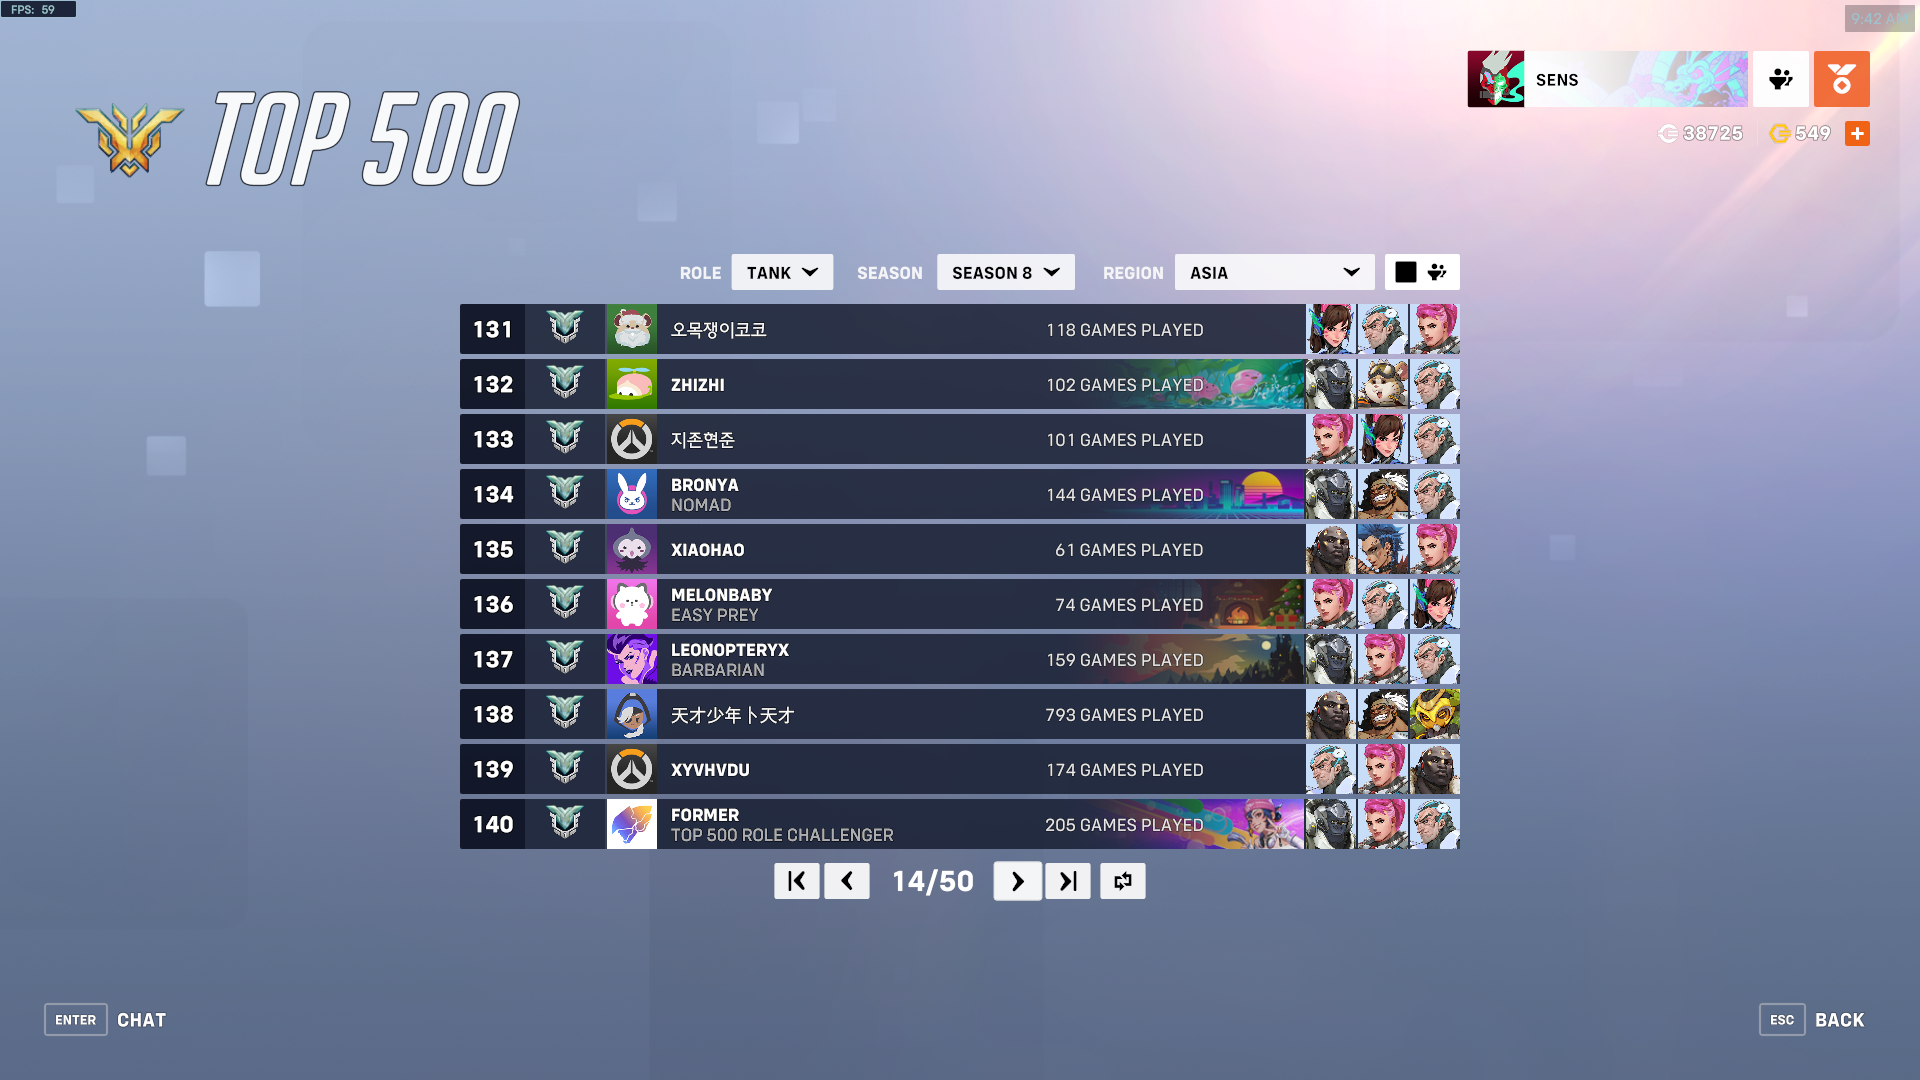 FPS: 59
9:42 AM
TOP 500
SENS
38725
549
ROLE
TANK
SEASON
SEASON 8
REGION
ASIA
131 오목쟁이코코 118 GAMES PLAYED
132 ZHIZHI 102 GAMES PLAYED
133 지존현준 101 GAMES PLAYED
134 BRONYA 144 GAMES PLAYED
NOMAD
135 XIAOHAO 61 GAMES PLAYED
136 MELONBABY 74 GAMES PLAYED
EASY PREY
137 LEONOPTERYX 159 GAMES PLAYED
BARBARIAN
138 天才少年卜天才 793 GAMES PLAYED
139 XYVHVDU 174 GAMES PLAYED
140 FORMER 205 GAMES PLAYED
TOP 500 ROLE CHALLENGER
14/50
ENTER CHAT
ESC BACK